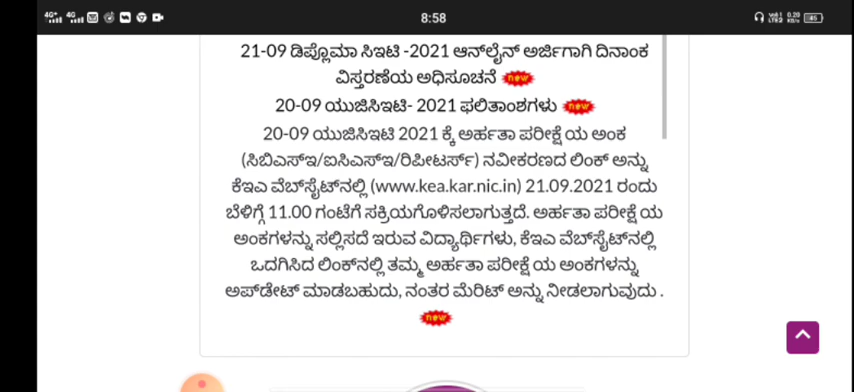 8:58
21-09 ಡಿಪ್ಲೊಮಾ ಸಿಇಟಿ -2021 ಆನ್‌ಲೈನ್ ಅರ್ಜಿಗಾಗಿ ದಿನಾಂಕ
ವಿಸ್ತರಣೆಯ ಅಧಿಸೂಚನೆ new
20-09 ಯುಜಿಸಿಇಟಿ- 2021 ಫಲಿತಾಂಶಗಳು new
20-09 ಯುಜಿಸಿಇಟಿ 2021 ಕ್ಕೆ ಅರ್ಹತಾ ಪರೀಕ್ಷೆ ಯ ಅಂಕ
(ಸಿಬಿಎಸ್ಇ/ಐಸಿಎಸ್ಇ/ರಿಪೀಟರ್ಸ್) ನವೀಕರಣದ ಲಿಂಕ್ ಅನ್ನು
ಕೆಇಎ ವೆಬ್‌ಸೈಟ್‌ನಲ್ಲಿ (www.kea.kar.nic.in) 21.09.2021 ರಂದು
ಬೆಳಿಗ್ಗೆ 11.00 ಗಂಟೆಗೆ ಸಕ್ರಿಯಗೊಳಿಸಲಾಗುತ್ತದೆ. ಅರ್ಹತಾ ಪರೀಕ್ಷೆ ಯ
ಅಂಕಗಳನ್ನು ಸಲ್ಲಿಸದೆ ಇರುವ ವಿದ್ಯಾರ್ಥಿಗಳು, ಕೆಇಎ ವೆಬ್‌ಸೈಟ್‌ನಲ್ಲಿ
ಒದಗಿಸಿದ ಲಿಂಕ್‌ನಲ್ಲಿ ತಮ್ಮ ಅರ್ಹತಾ ಪರೀಕ್ಷೆ ಯ ಅಂಕಗಳನ್ನು
ಅಪ್‌ಡೇಟ್ ಮಾಡಬಹುದು, ನಂತರ ಮೆರಿಟ್ ಅನ್ನು ನೀಡಲಾಗುವುದು .
new